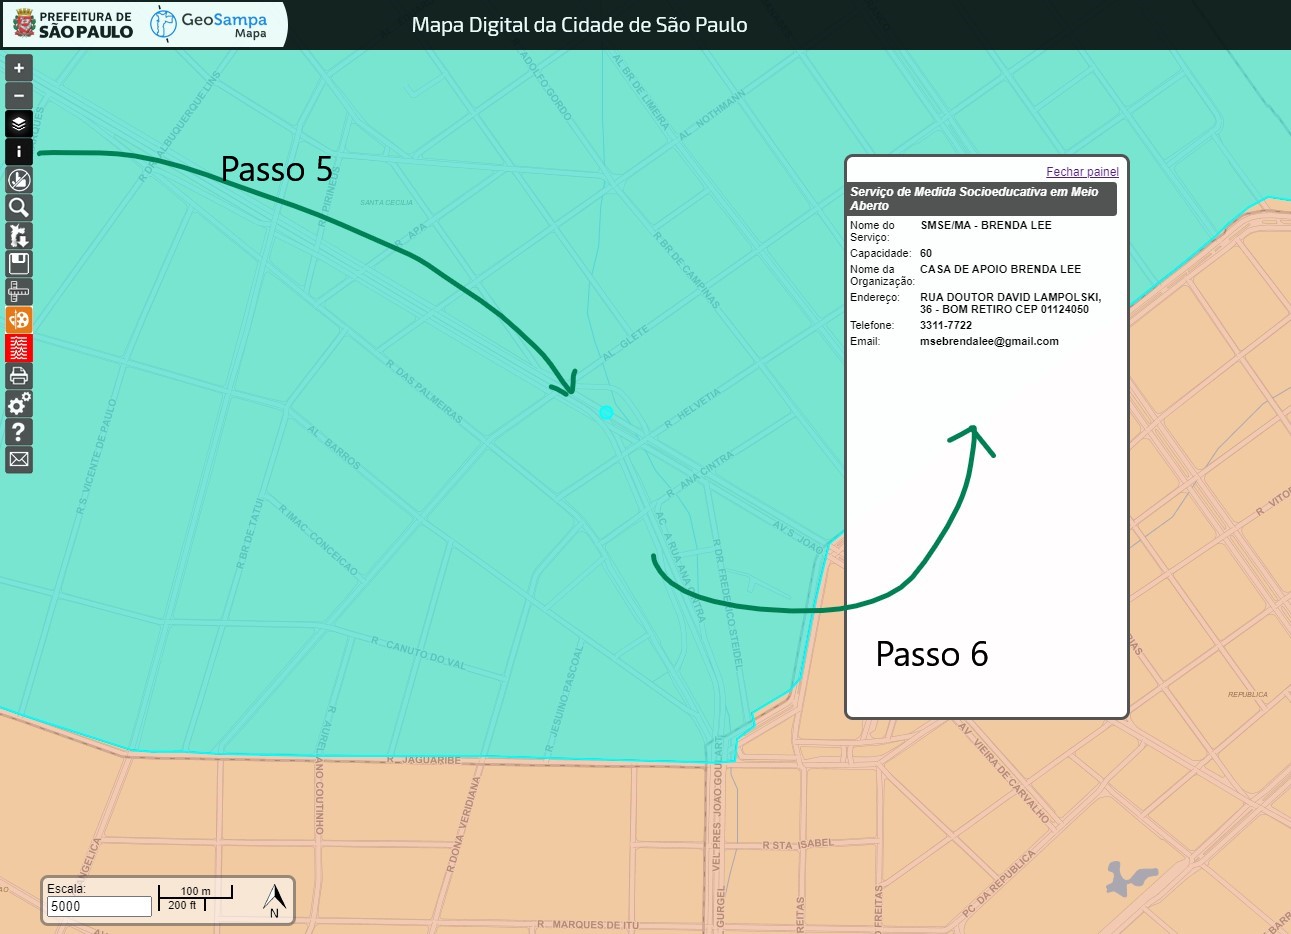 PREFEITURA DE
SÃO PAULO
GeoSampa
Mapa
Mapa Digital da Cidade de São Paulo
Passo 5
Fechar painel
Serviço de Medida Socioeducativa em Meio
Aberto
Nome do
Serviço:
SMSE/MA - BRENDA LEE
Capacidade:
60
Nome da
Organização:
CASA DE APOIO BRENDA LEE
Endereço:
RUA DOUTOR DAVID LAMPOLSKI,
36 - BOM RETIRO CEP 01124050
Telefone:
3311-7722
Email:
msebrendalee@gmail.com
Passo 6
ADOLFO GORDO
AL BR DE LIMEIRA
AL. NOTHMANN
R PIRINEUS
SANTA CECILIA
R. APA
R BR DE CAMPINAS
AL. GLETE
R. DAS PALMEIRAS
R. HELVETIA
AL. BARROS
R.S. VICENTE DE PAULO
R. ANA CINTRA
R BR DE TATUI
R IMAC. CONCEICAO
AV S. JOAO
AC. A RUA ANA CINTRA
R DR. FREDERICO STEIDEL
R. CANUTO DO VAL
R. JESUINO PASCOAL
R. AURELIANO COUTINHO
R. JAGUARIBE
R DONA VERIDIANA
VEL PRES JOAO GOULART
R STA ISABEL
AV. VIEIRA DE CARVALHO
REPUBLICA
R. VITOR
PC. DA REPUBLICA
R. MARQUES DE ITU
GURGEL
FREITAS
Escala:
5000
100 m
200 ft
N